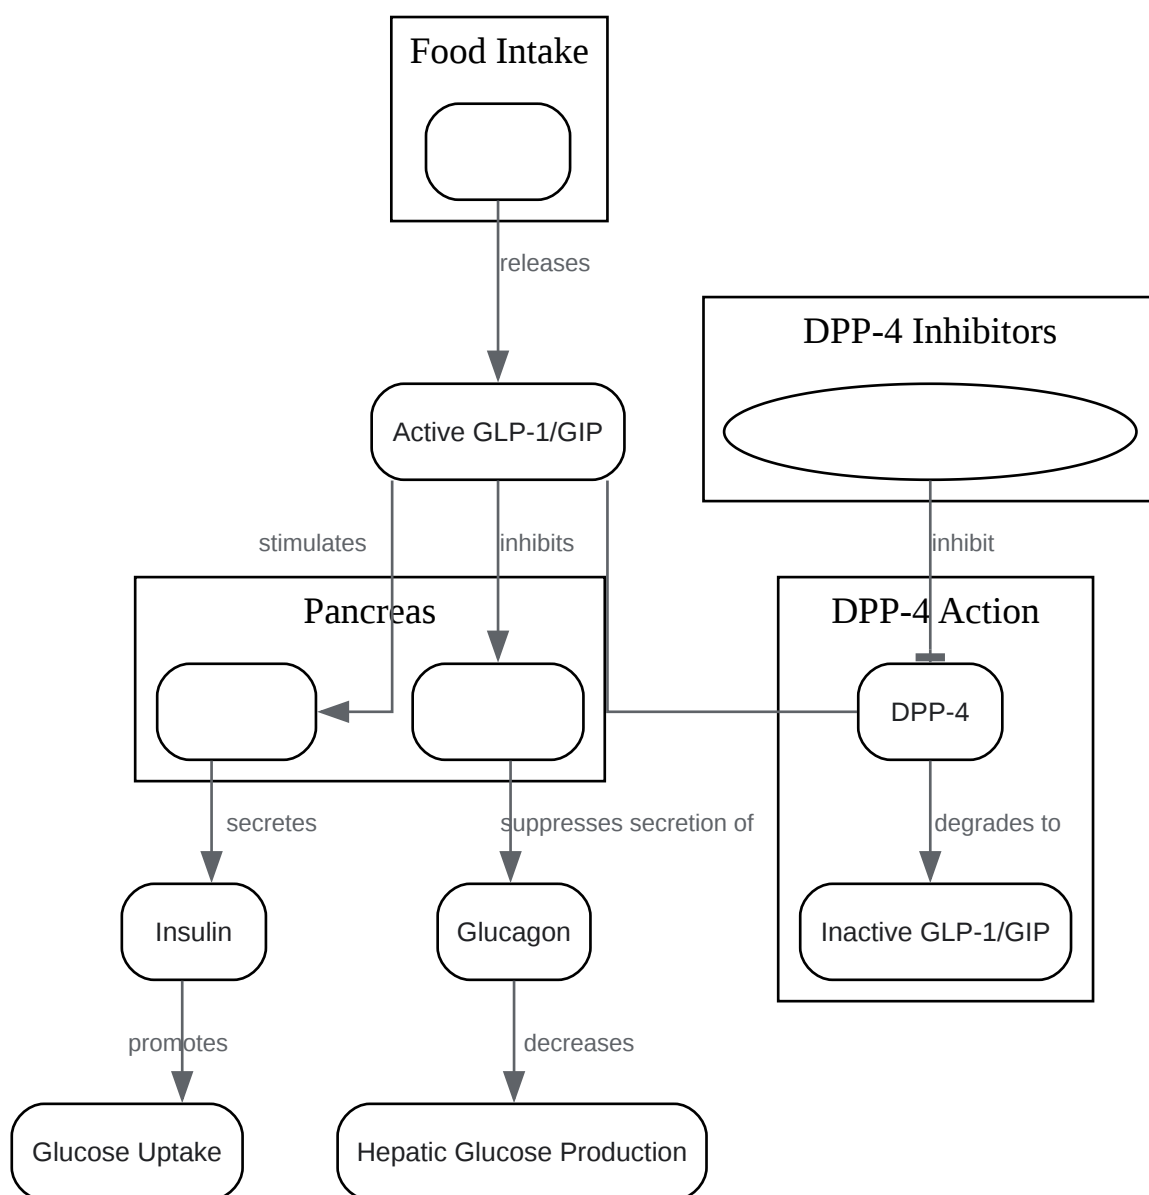 Food Intake
releases
DPP-4 Inhibitors
Active GLP-1/GIP
stimulates
inhibits
inhibit
Pancreas
DPP-4 Action
DPP-4
secretes
suppresses secretion of
degrades to
Insulin
Glucagon
Inactive GLP-1/GIP
promotes
decreases
Glucose Uptake
Hepatic Glucose Production